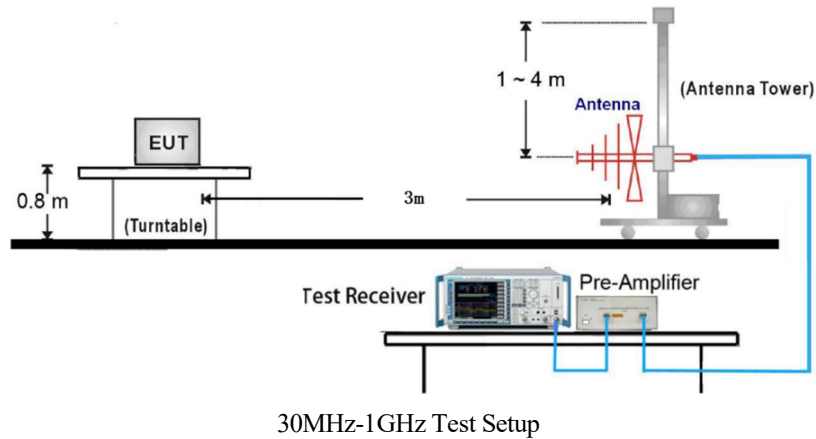 1 ~ 4 m
(Antenna Tower)
Antenna
EUT
0.8 m
3m
(Turntable)
Test Receiver
Pre-Amplifier
30MHz-1GHz Test Setup